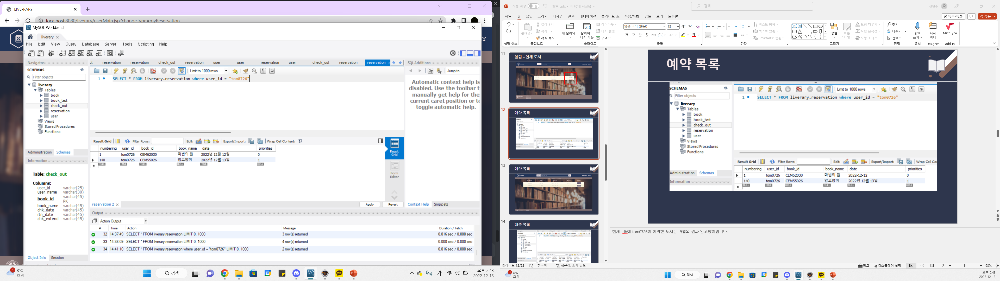 LIVE-RARY
localhost:8080/liverary/userMain.jsp?changeType=myReservation
MySQL Workbench
liverary
File Edit View Query Database Server Tools Scripting Help
Navigator
SCHEMAS
Filter objects
liverary
Tables
book
book_test
check_out
reservation
user
Views
Stored Procedures
Functions
Administration Schemas
Information
Table: check_out
Columns:
user_id varchar(25)
user_name varchar(30)
book_id varchar(45) PK
book_name varchar(45)
chk_date varchar(45)
rtn_date varchar(45)
chk_extend varchar(45)
Object Info Session
ut reservation reservation check_out reservation user user reservation user check_out reservation reservation
Limit to 1000 rows
1 SELECT * FROM liverary.reservation where user_id = "tom0726"
Result Grid Filter Rows: Edit: Export/Import: Wrap Cell Content:
numbering user_id book_id book_name date priorities
1 tom0726 CEM62030 마법의 원 2022년 12월 12일 0
140 tom0726 CEM55026 암고양이 2022년 12월 13일 1
NULL NULL NULL NULL NULL NULL
Result Grid
Form Editor
reservation 2 Apply Revert
SQLAdditions
Jump to
Automatic context help is
disabled. Use the toolbar t
manually get help for the
current caret position or to
toggle automatic help.
Context Help Snippets
Output
Action Output
# Time Action Message Duration / Fetch
32 14:37:49 SELECT * FROM liverary.reservation LIMIT 0, 1000 3 row(s) returned 0.016 sec / 0.000 sec
33 14:38:09 SELECT * FROM liverary.reservation LIMIT 0, 1000 4 row(s) returned 0.000 sec / 0.000 sec
34 14:41:10 SELECT * FROM liverary.reservation where user_id = "tom0726" LIMIT 0, 1000 2 row(s) returned 0.016 sec / 0.000 sec
1 3°C
흐림
검색
가
오후 2:43
2022-12-13
자동 저장 끔 발표.pptx • 이 PC에 저장됨 검색 진민주
파일 홈 삽입 그리기 디자인 전환 애니메이션 슬라이드 쇼 녹음/녹화 검토 보기 도움말 녹음/녹화 공유
붙여넣기 잘라내기 복사 서식 복사
새 슬라이드 슬라이드 다시 사용 레이아웃 다시 설정 구역
맑은 고딕 (본문) 13
텍스트 방향 텍스트 맞춤 SmartArt로 변환
정렬 빠른 스타일 도형 채우기 도형 윤곽선 도형 효과
찾기 바꾸기 선택
받아쓰기 디자이너 MathType
실행 취소 클립보드 슬라이드 글꼴 단락 그리기 편집 음성 Designer Add-in
11
알림 – 연체 도서
12
예약 목록
13
예약 목록
14
대출 목록
예약 목록
SCHEMAS
Filter objects
liverary
Tables
book
book_test
check_out
reservation
user
Views
Stored Procedures
Functions
Administration Schemas
Information
Limit to 1000 rows
1 SELECT * FROM liverary.reservation where user_id = "tom0726"
Result Grid Filter Rows: Edit: Export/Import: Wrap Cell Cor
numbering user_id book_id book_name date priorities
1 tom0726 CEM62030 마법의 원 2022-12-12 0
140 tom0726 CEM55026 암고양이 2022년 12월 13일 1
NULL NULL NULL NULL NULL NULL
현재 db에 tom0726이 예약한 도서는 마법의 원과 암고양이입니다.
슬라이드 12/22 한국어 접근성: 조사 필요 메모 디스플레이 설정 93%
1 3°C
흐림
검색
오후 2:43
2022-12-13